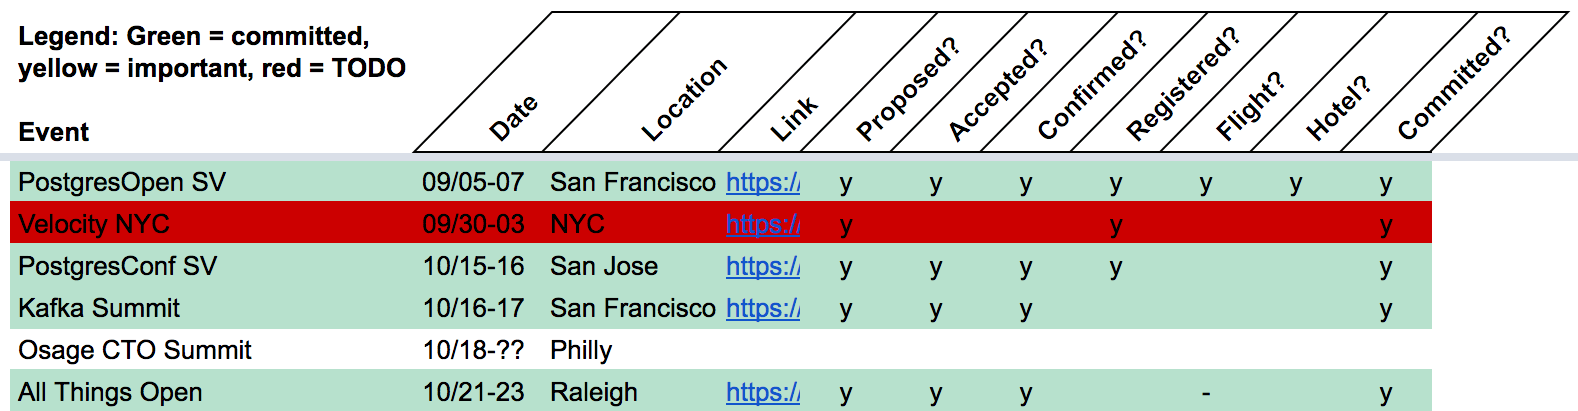 Legend: Green = committed,
yellow = important, red = TODO
Event Date Location Link Proposed? Accepted? Confirmed? Registered? Flight? Hotel? Committed?
PostgresOpen SV 09/05-07 San Francisco https:// y y y y y y y
Velocity NYC 09/30-03 NYC https:// y y y
PostgresConf SV 10/15-16 San Jose https:// y y y y y
Kafka Summit 10/16-17 San Francisco https:// y y y y
Osage CTO Summit 10/18-?? Philly
All Things Open 10/21-23 Raleigh https:// y y y - y